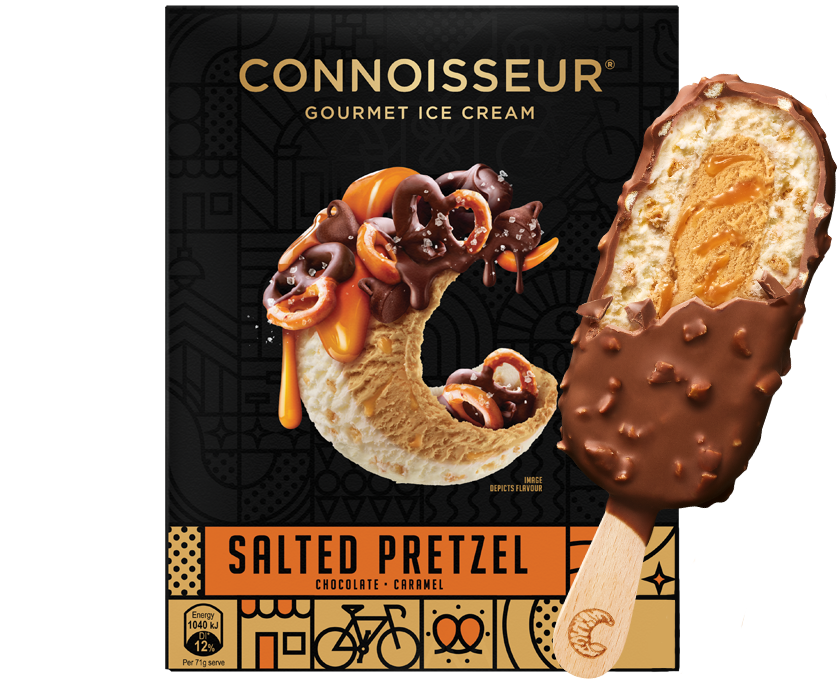 CONNOISSEUR®
GOURMET ICE CREAM
IMAGE
DEPICTS FLAVOUR
SALTED PRETZEL
CHOCOLATE • CARAMEL
Energy
1040 kJ
DI*
12%
Per 71g serve